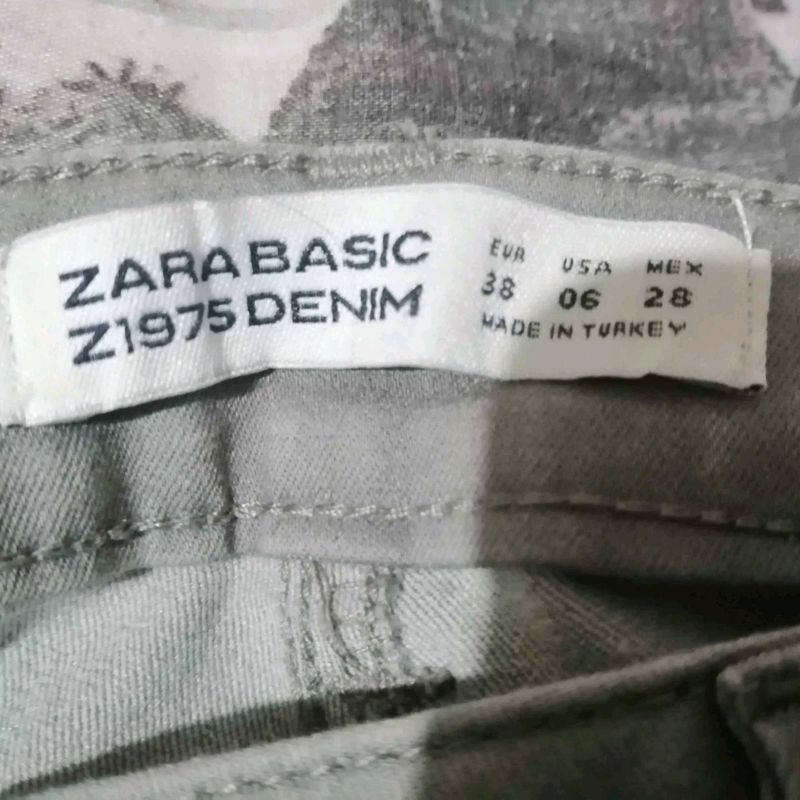 ZARA BASIC
Z1975 DENIM
EUR USA MEX
38 06 28
MADE IN TURKEY